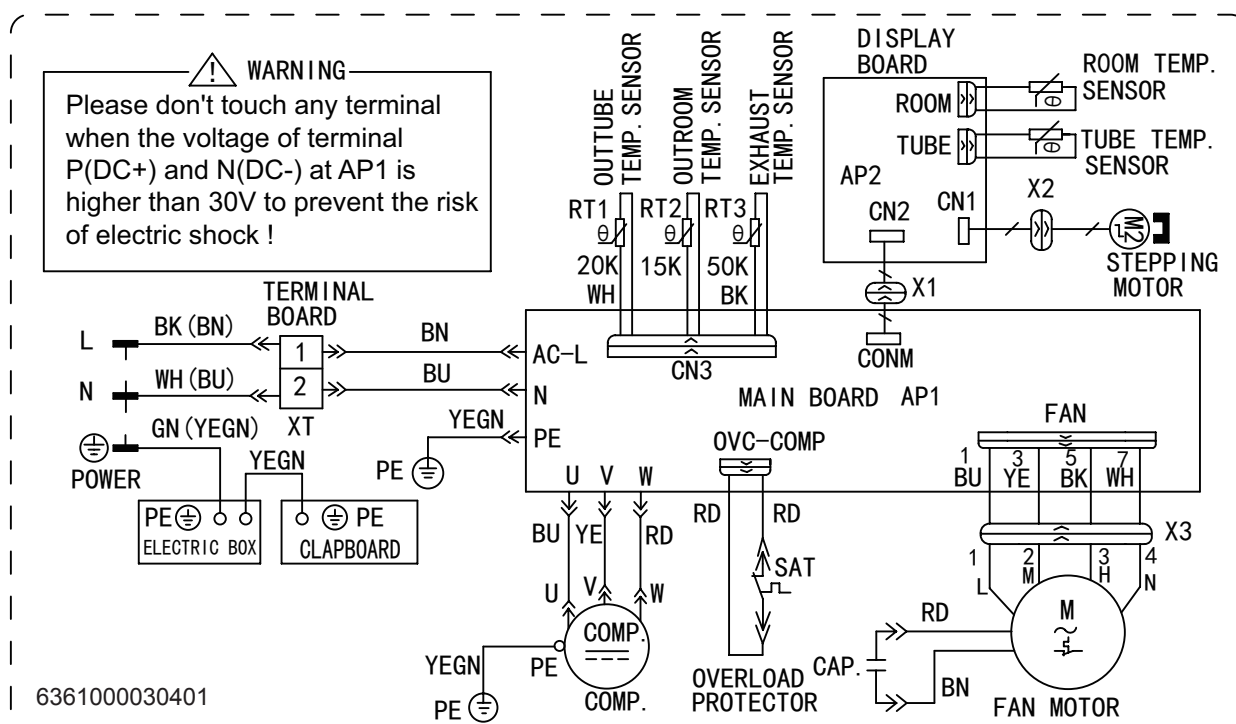 WARNING
Please don't touch any terminal
when the voltage of terminal
P(DC+) and N(DC-) at AP1 is
higher than 30V to prevent the risk
of electric shock !
OUTTUBE
TEMP. SENSOR
OUTROOM
TEMP. SENSOR
EXHAUST
TEMP. SENSOR
RT1
RT2
RT3
θ
θ
θ
20K
15K
50K
WH
BK
CN3
DISPLAY
BOARD
ROOM
TUBE
AP2
CN2
CN1
ROOM TEMP.
SENSOR
TUBE TEMP.
SENSOR
X2
M2
STEPPING
MOTOR
X1
CONM
TERMINAL
BOARD
L
BK(BN)
1
BN
AC-L
N
WH(BU)
2
BU
N
XT
GN(YEGN)
YEGN
PE
PE
POWER
YEGN
PE
ELECTRIC BOX
PE
CLAPBOARD
MAIN BOARD AP1
U V W
BU
YE
RD
U
V
W
COMP.
PE
COMP.
YEGN
PE
OVC-COMP
RD
RD
SAT
OVERLOAD
PROTECTOR
FAN
1 3 5 7
BU YE BK WH
X3
1 2 3 4
L M H N
M
RD
CAP.
BN
FAN MOTOR
6361000030401